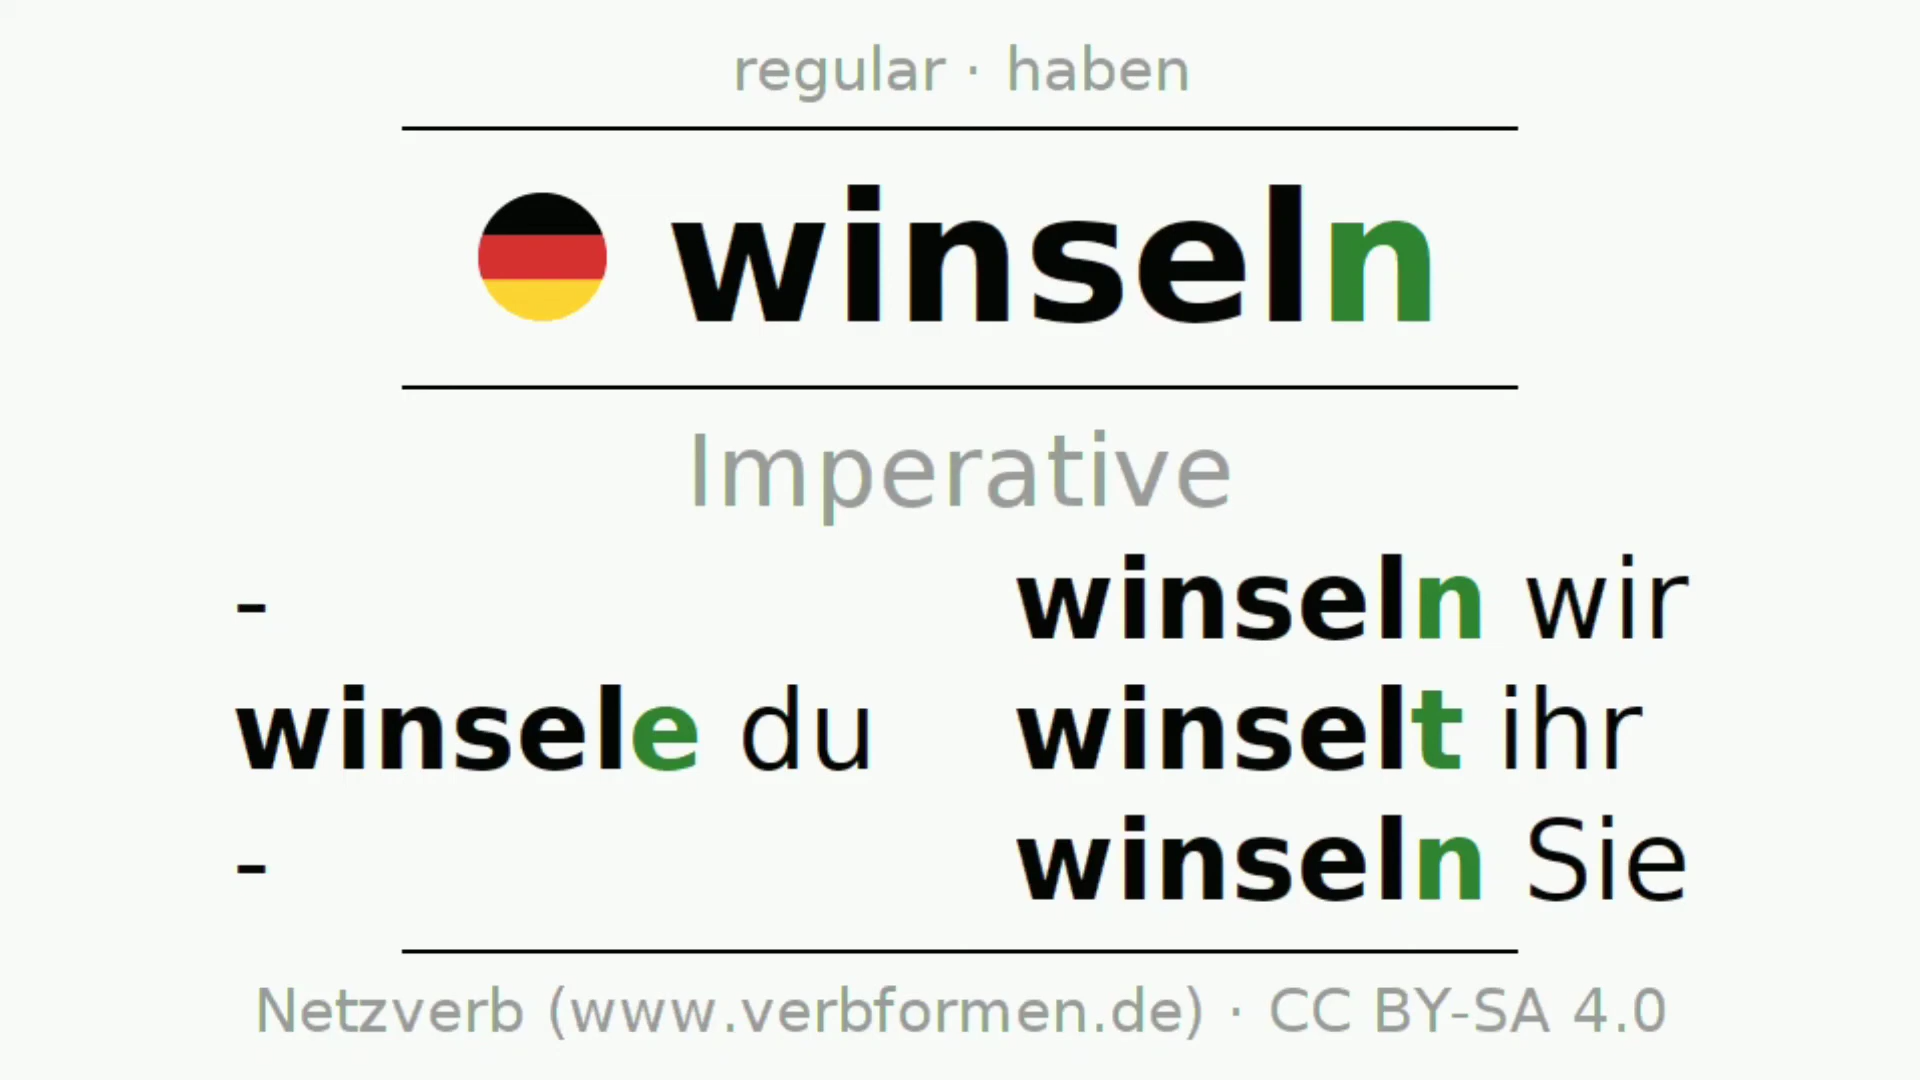 regular · haben
winseln
Imperative
- winseln wir
winsele du winselt ihr
- winseln Sie
Netzverb (www.verbformen.de) · CC BY-SA 4.0